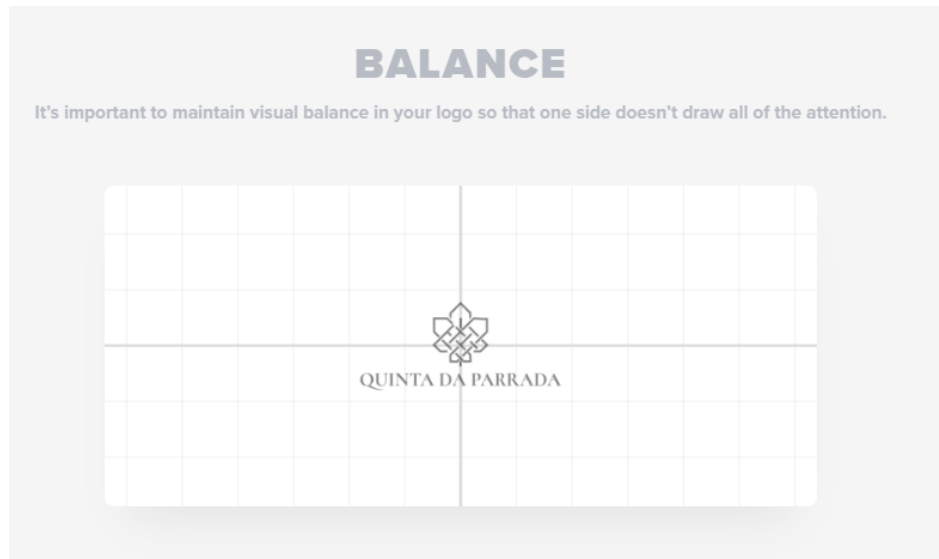 BALANCE
It's important to maintain visual balance in your logo so that one side doesn't draw all of the attention.
QUINTA DA PARRADA